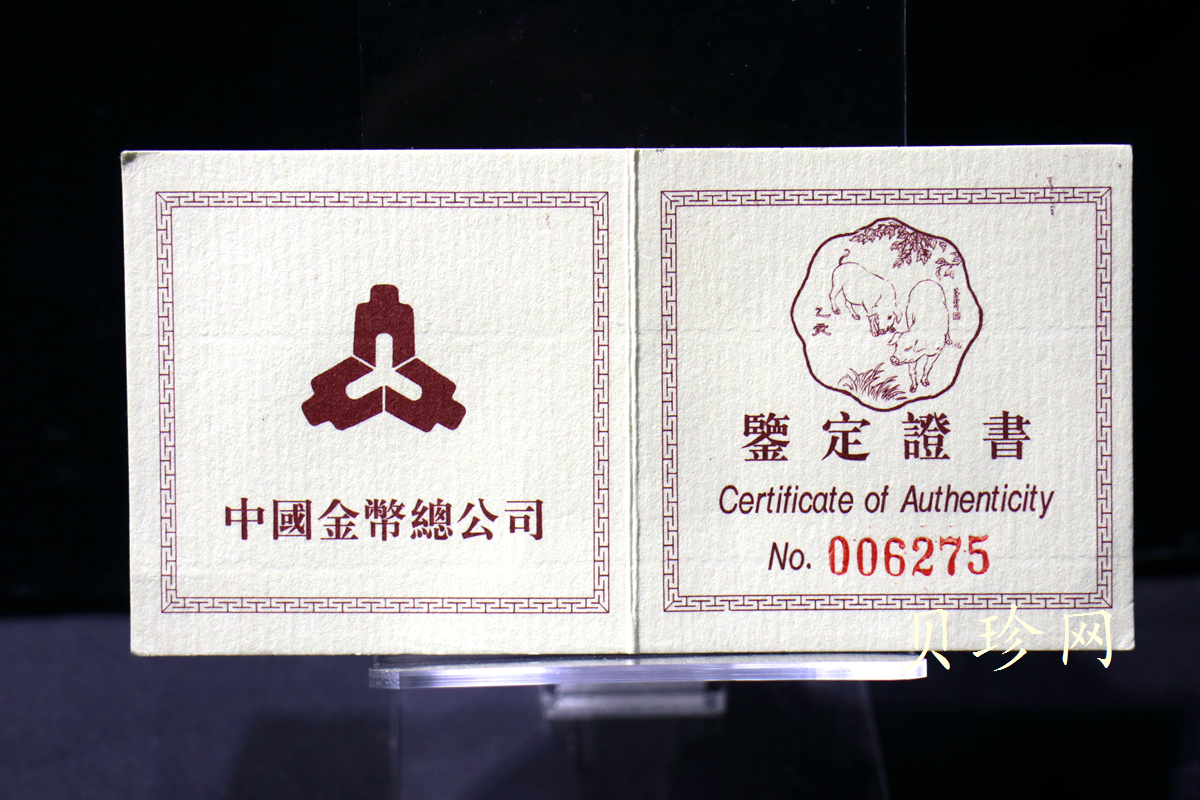 中國金幣總公司
乙亥
鑒定證書
Certificate of Authenticity
No. 006275
贝珍网